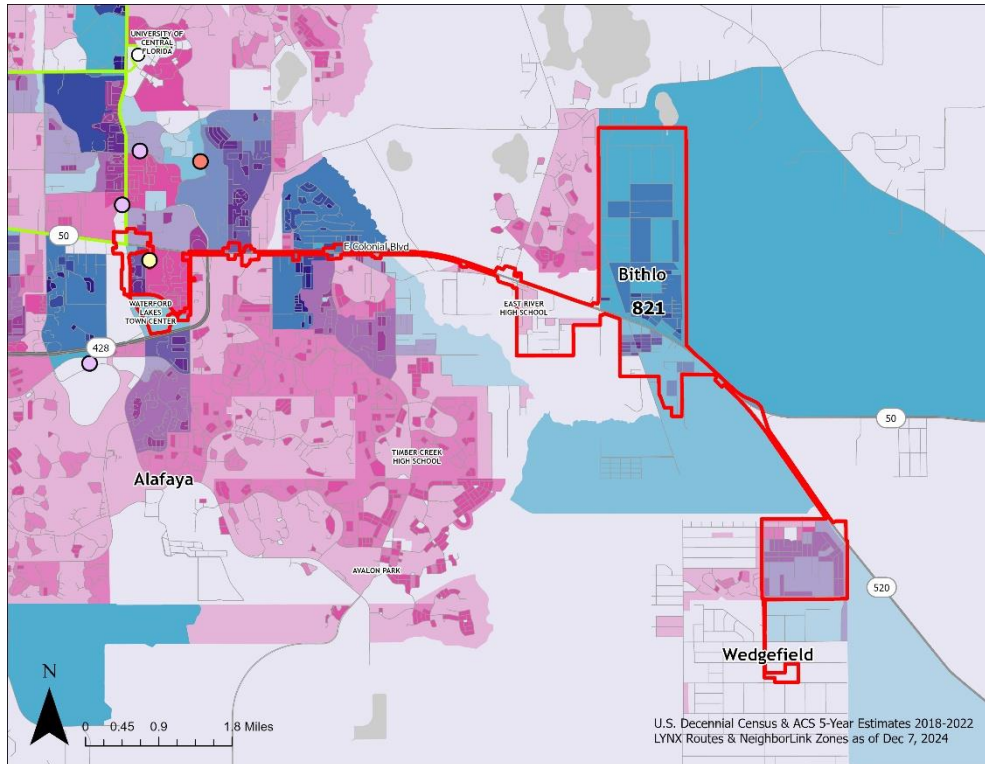 UNIVERSITY OF
CENTRAL
FLORIDA
50
E Colonial Blvd
Bithlo
821
WATERFORD
LAKES
TOWN CENTER
EAST RIVER
HIGH SCHOOL
428
50
TIMBER CREEK
HIGH SCHOOL
Alafaya
AVALON PARK
520
Wedgefield
N
0 0.45 0.9 1.8 Miles
U.S. Decennial Census & ACS 5-Year Estimates 2018-2022
LYNX Routes & NeighborLink Zones as of Dec 7, 2024